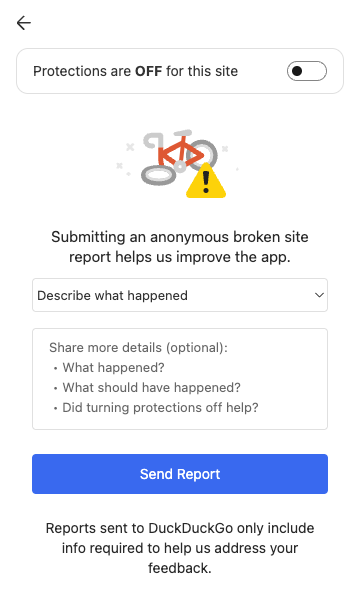 Protections are OFF for this site
Submitting an anonymous broken site
report helps us improve the app.
Describe what happened
Share more details (optional):
• What happened?
• What should have happened?
• Did turning protections off help?
Send Report
Reports sent to DuckDuckGo only include
info required to help us address your
feedback.